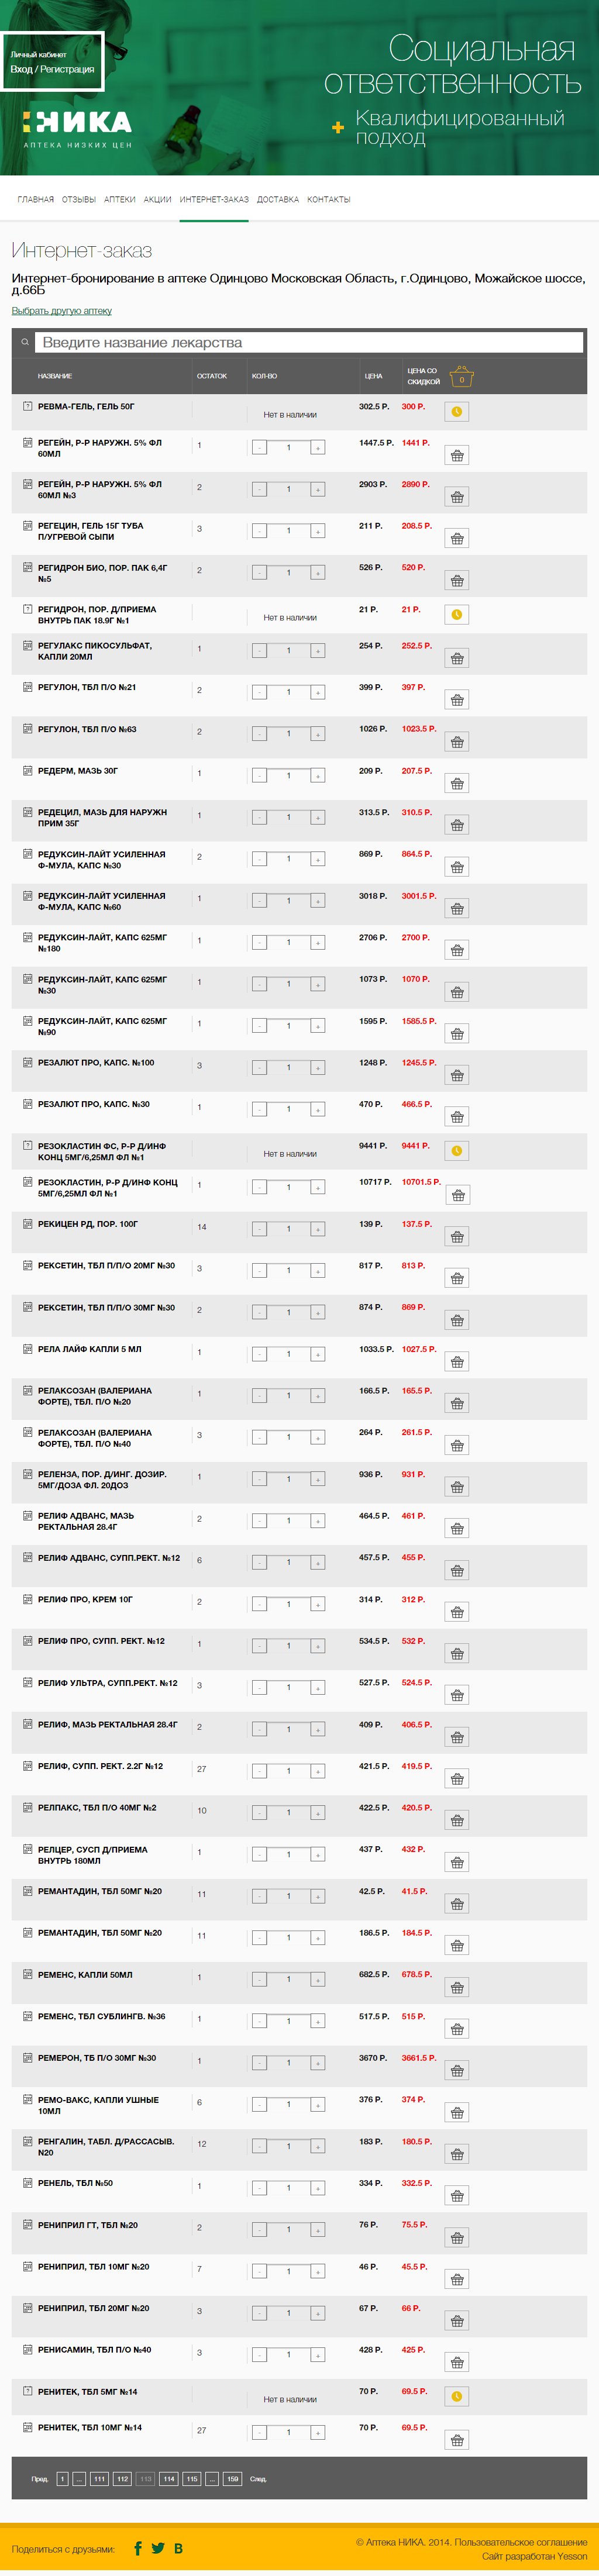 Личный кабинет
Вход / Регистрация
Социальная
ответственность
Квалифицированный
подход
НИКА
АПТЕКА НИЗКИХ ЦЕН
ГЛАВНАЯ ОТЗЫВЫ АПТЕКИ АКЦИИ ИНТЕРНЕТ-ЗАКАЗ ДОСТАВКА КОНТАКТЫ
Интернет-заказ
Интернет-бронирование в аптеке Одинцово Московская Область, г.Одинцово, Можайское шоссе,
д.66Б
Выбрать другую аптеку
Введите название лекарства
НАЗВАНИЕ ОСТАТОК КОЛ-ВО ЦЕНА ЦЕНА СО
СКИДКОЙ 0
? РЕВМА-ГЕЛЬ, ГЕЛЬ 50Г Нет в наличии 302.5 Р. 300 Р.
РЕГЕЙН, Р-Р НАРУЖН. 5% ФЛ 1 - 1 + 1447.5 Р. 1441 Р.
60МЛ
РЕГЕЙН, Р-Р НАРУЖН. 5% ФЛ 2 - 1 + 2903 Р. 2890 Р.
60МЛ №3
РЕГЕЦИН, ГЕЛЬ 15Г ТУБА 3 - 1 + 211 Р. 208.5 Р.
П/УГРЕВОЙ СЫПИ
РЕГИДРОН БИО, ПОР. ПАК 6,4Г 2 - 1 + 526 Р. 520 Р.
№5
? РЕГИДРОН, ПОР. Д/ПРИЕМА Нет в наличии 21 Р. 21 Р.
ВНУТРЬ ПАК 18.9Г №1
РЕГУЛАКС ПИКОСУЛЬФАТ, 1 - 1 + 254 Р. 252.5 Р.
КАПЛИ 20МЛ
РЕГУЛОН, ТБЛ П/О №21 2 - 1 + 399 Р. 397 Р.
РЕГУЛОН, ТБЛ П/О №63 2 - 1 + 1026 Р. 1023.5 Р.
РЕДЕРМ, МАЗЬ 30Г 1 - 1 + 209 Р. 207.5 Р.
РЕДЕЦИЛ, МАЗЬ ДЛЯ НАРУЖН 1 - 1 + 313.5 Р. 310.5 Р.
ПРИМ 35Г
РЕДУКСИН-ЛАЙТ УСИЛЕННАЯ 2 - 1 + 869 Р. 864.5 Р.
Ф-МУЛА, КАПС №30
РЕДУКСИН-ЛАЙТ УСИЛЕННАЯ 1 - 1 + 3018 Р. 3001.5 Р.
Ф-МУЛА, КАПС №60
РЕДУКСИН-ЛАЙТ, КАПС 625МГ 1 - 1 + 2706 Р. 2700 Р.
№180
РЕДУКСИН-ЛАЙТ, КАПС 625МГ 1 - 1 + 1073 Р. 1070 Р.
№30
РЕДУКСИН-ЛАЙТ, КАПС 625МГ 1 - 1 + 1595 Р. 1585.5 Р.
№90
РЕЗАЛЮТ ПРО, КАПС. №100 3 - 1 + 1248 Р. 1245.5 Р.
РЕЗАЛЮТ ПРО, КАПС. №30 1 - 1 + 470 Р. 466.5 Р.
? РЕЗОКЛАСТИН ФС, Р-Р Д/ИНФ Нет в наличии 9441 Р. 9441 Р.
КОНЦ 5МГ/6,25МЛ ФЛ №1
РЕЗОКЛАСТИН, Р-Р Д/ИНФ КОНЦ 1 - 1 + 10717 Р. 10701.5 Р.
5МГ/6,25МЛ ФЛ №1
РЕКИЦЕН РД, ПОР. 100Г 14 - 1 + 139 Р. 137.5 Р.
РЕКСЕТИН, ТБЛ П/П/О 20МГ №30 3 - 1 + 817 Р. 813 Р.
РЕКСЕТИН, ТБЛ П/П/О 30МГ №30 2 - 1 + 874 Р. 869 Р.
РЕЛА ЛАЙФ КАПЛИ 5 МЛ 1 - 1 + 1033.5 Р. 1027.5 Р.
РЕЛАКСОЗАН (ВАЛЕРИАНА 1 - 1 + 166.5 Р. 165.5 Р.
ФОРТЕ), ТБЛ. П/О №20
РЕЛАКСОЗАН (ВАЛЕРИАНА 3 - 1 + 264 Р. 261.5 Р.
ФОРТЕ), ТБЛ. П/О №40
РЕЛЕНЗА, ПОР. Д/ИНГ. ДОЗИР. 1 - 1 + 936 Р. 931 Р.
5МГ/ДОЗА ФЛ. 20ДОЗ
РЕЛИФ АДВАНС, МАЗЬ 2 - 1 + 464.5 Р. 461 Р.
РЕКТАЛЬНАЯ 28.4Г
РЕЛИФ АДВАНС, СУПП.РЕКТ. №12 6 - 1 + 457.5 Р. 455 Р.
РЕЛИФ ПРО, КРЕМ 10Г 2 - 1 + 314 Р. 312 Р.
РЕЛИФ ПРО, СУПП. РЕКТ. №12 1 - 1 + 534.5 Р. 532 Р.
РЕЛИФ УЛЬТРА, СУПП.РЕКТ. №12 3 - 1 + 527.5 Р. 524.5 Р.
РЕЛИФ, МАЗЬ РЕКТАЛЬНАЯ 28.4Г 2 - 1 + 409 Р. 406.5 Р.
РЕЛИФ, СУПП. РЕКТ. 2.2Г №12 27 - 1 + 421.5 Р. 419.5 Р.
РЕЛПАКС, ТБЛ П/О 40МГ №2 10 - 1 + 422.5 Р. 420.5 Р.
РЕЛЦЕР, СУСП Д/ПРИЕМА 1 - 1 + 437 Р. 432 Р.
ВНУТРЬ 180МЛ
РЕМАНТАДИН, ТБЛ 50МГ №20 11 - 1 + 42.5 Р. 41.5 Р.
РЕМАНТАДИН, ТБЛ 50МГ №20 11 - 1 + 186.5 Р. 184.5 Р.
РЕМЕНС, КАПЛИ 50МЛ 1 - 1 + 682.5 Р. 678.5 Р.
РЕМЕНС, ТБЛ СУБЛИНГВ. №36 1 - 1 + 517.5 Р. 515 Р.
РЕМЕРОН, ТБ П/О 30МГ №30 1 - 1 + 3670 Р. 3661.5 Р.
РЕМО-ВАКС, КАПЛИ УШНЫЕ 6 - 1 + 376 Р. 374 Р.
10МЛ
РЕНГАЛИН, ТАБЛ. Д/РАССАСЫВ. 12 - 1 + 183 Р. 180.5 Р.
N20
РЕНЕЛЬ, ТБЛ №50 1 - 1 + 334 Р. 332.5 Р.
РЕНИПРИЛ ГТ, ТБЛ №20 2 - 1 + 76 Р. 75.5 Р.
РЕНИПРИЛ, ТБЛ 10МГ №20 7 - 1 + 46 Р. 45.5 Р.
РЕНИПРИЛ, ТБЛ 20МГ №20 3 - 1 + 67 Р. 66 Р.
РЕНИСАМИН, ТБЛ П/О №40 3 - 1 + 428 Р. 425 Р.
? РЕНИТЕК, ТБЛ 5МГ №14 Нет в наличии 70 Р. 69.5 Р.
РЕНИТЕК, ТБЛ 10МГ №14 27 - 1 + 70 Р. 69.5 Р.
Пред. 1 ... 111 112 113 114 115 ... 159 След.
Поделиться с друзьями:
© Аптека НИКА. 2014. Пользовательское соглашение
Сайт разработан Yesson